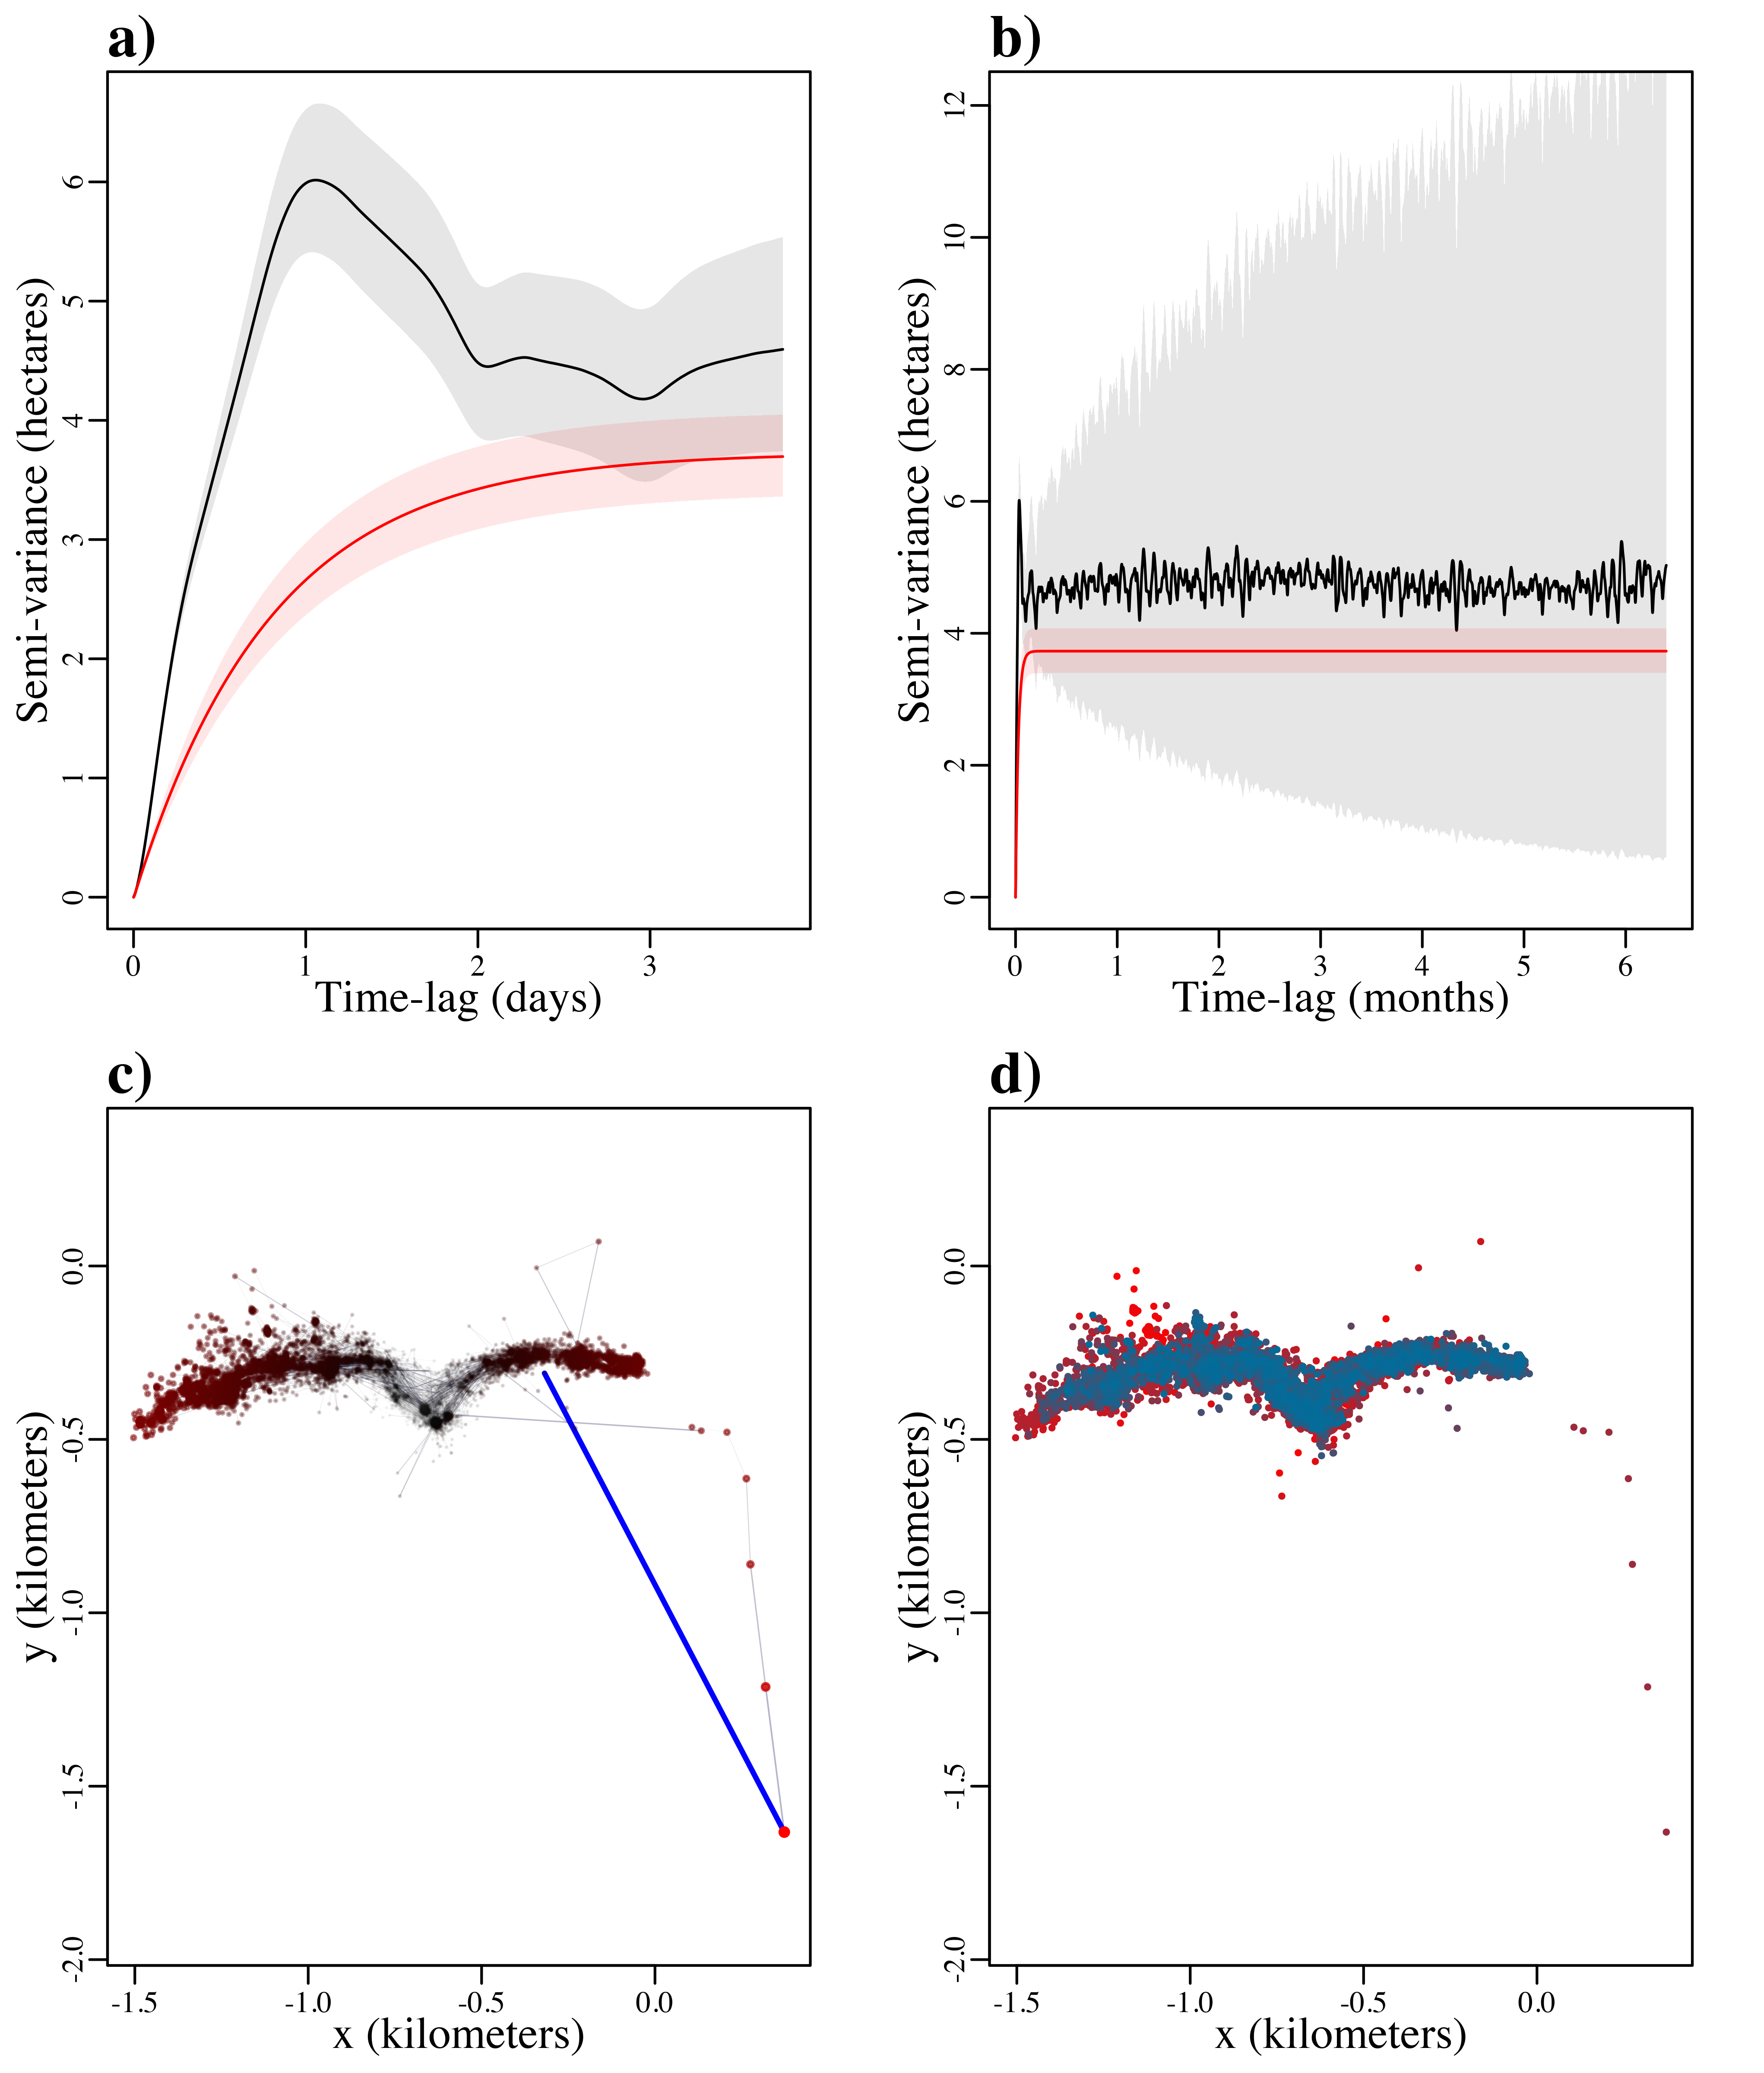 a)
Semi-variance (hectares)
0 1 2 3 4 5 6
0 1 2 3
Time-lag (days)
b)
Semi-variance (hectares)
0 2 4 6 8 10 12
0 1 2 3 4 5 6
Time-lag (months)
c)
y (kilometers)
-2.0 -1.5 -1.0 -0.5 0.0
-1.5 -1.0 -0.5 0.0
x (kilometers)
d)
y (kilometers)
-2.0 -1.5 -1.0 -0.5 0.0
-1.5 -1.0 -0.5 0.0
x (kilometers)